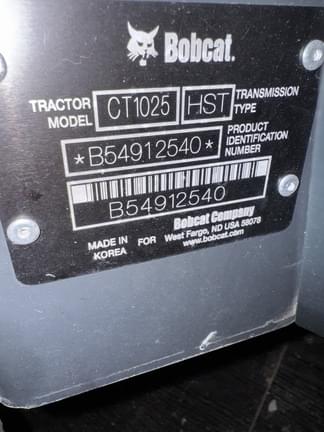 Bobcat.
TRACTOR MODEL CT1025 HST TRANSMISSION TYPE
*B54912540* PRODUCT IDENTIFICATION NUMBER
B54912540
MADE IN KOREA FOR Bobcat Company
West Fargo, ND USA 58078
www.bobcat.com